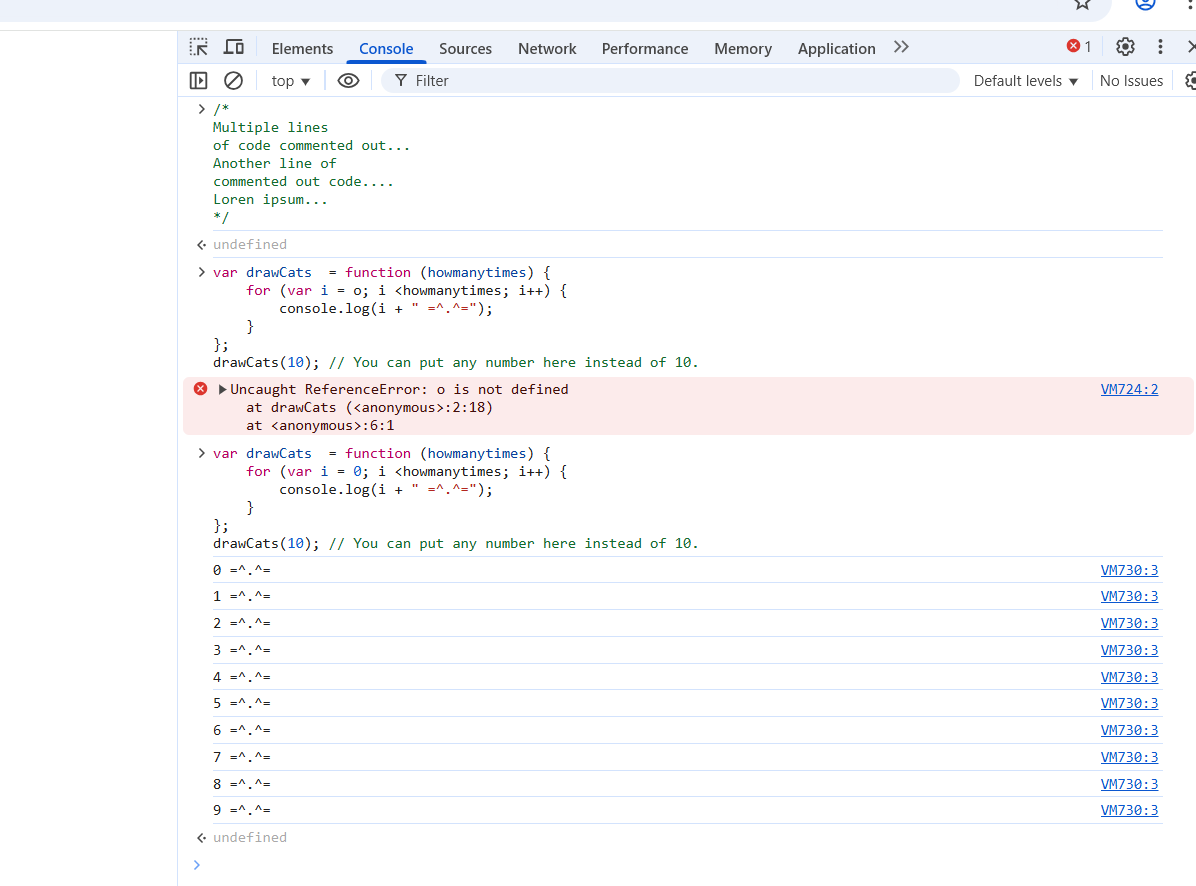 Elements Console Sources Network Performance Memory Application 1
top Filter Default levels No Issues
/*
Multiple lines
of code commented out...
Another line of
commented out code....
Loren ipsum...
*/
undefined
var drawCats  = function (howmanytimes) {
    for (var i = o; i <howmanytimes; i++) {
        console.log(i + " =^.^=");
    }
};
drawCats(10); // You can put any number here instead of 10.
Uncaught ReferenceError: o is not defined VM724:2
    at drawCats (<anonymous>:2:18)
    at <anonymous>:6:1
var drawCats  = function (howmanytimes) {
    for (var i = 0; i <howmanytimes; i++) {
        console.log(i + " =^.^=");
    }
};
drawCats(10); // You can put any number here instead of 10.
0 =^.^= VM730:3
1 =^.^= VM730:3
2 =^.^= VM730:3
3 =^.^= VM730:3
4 =^.^= VM730:3
5 =^.^= VM730:3
6 =^.^= VM730:3
7 =^.^= VM730:3
8 =^.^= VM730:3
9 =^.^= VM730:3
undefined